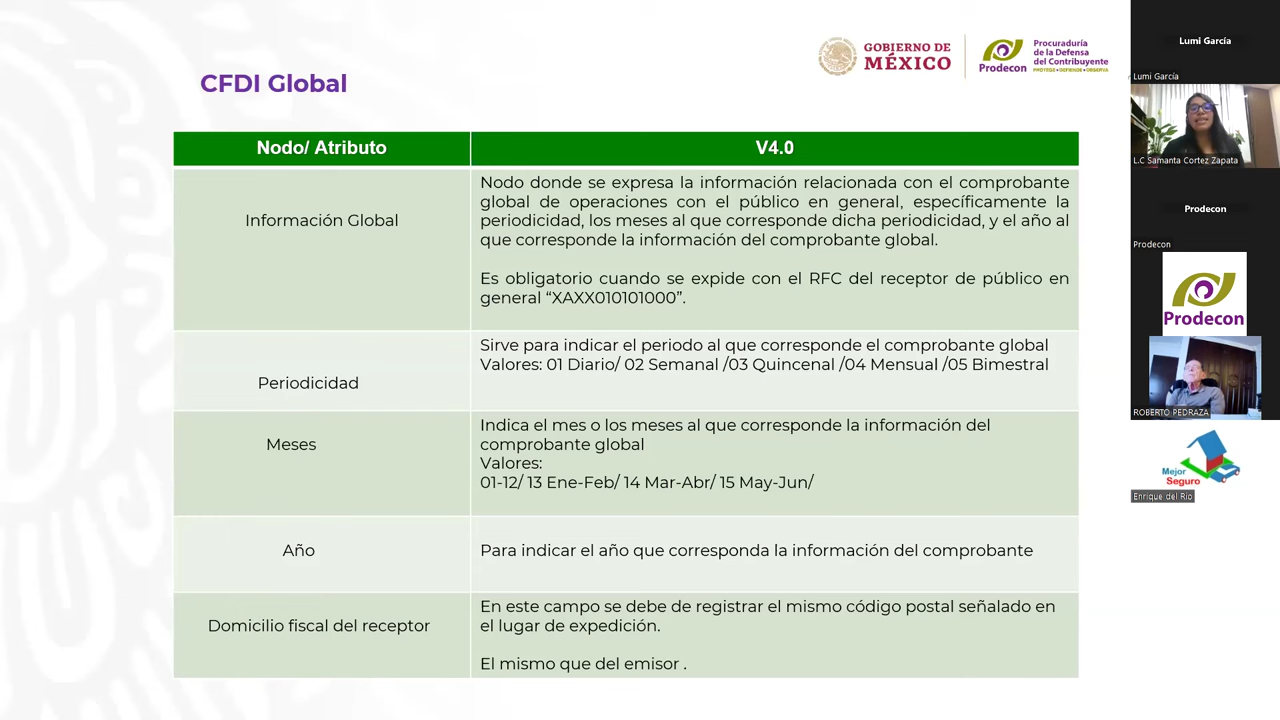 CFDI Global
GOBIERNO DE
MÉXICO
Prodecon
Procuraduría
de la Defensa
del Contribuyente
PROTEGE • DEFIENDE • OBSERVA
Nodo/ Atributo
V4.0
Información Global
Nodo donde se expresa la información relacionada con el comprobante
global de operaciones con el público en general, específicamente la
periodicidad, los meses al que corresponde dicha periodicidad, y el año al
que corresponde la información del comprobante global.
Es obligatorio cuando se expide con el RFC del receptor de público en
general “XAXX010101000”.
Periodicidad
Sirve para indicar el periodo al que corresponde el comprobante global
Valores: 01 Diario/ 02 Semanal /03 Quincenal /04 Mensual /05 Bimestral
Meses
Indica el mes o los meses al que corresponde la información del
comprobante global
Valores:
01-12/ 13 Ene-Feb/ 14 Mar-Abr/ 15 May-Jun/
Año
Para indicar el año que corresponda la información del comprobante
Domicilio fiscal del receptor
En este campo se debe de registrar el mismo código postal señalado en
el lugar de expedición.
El mismo que del emisor .
Lumi García
Lumi García
L.C Samanta Cortez Zapata
Prodecon
Prodecon
Prodecon
ROBERTO PEDRAZA
Mejor
Seguro
Enrique del Río